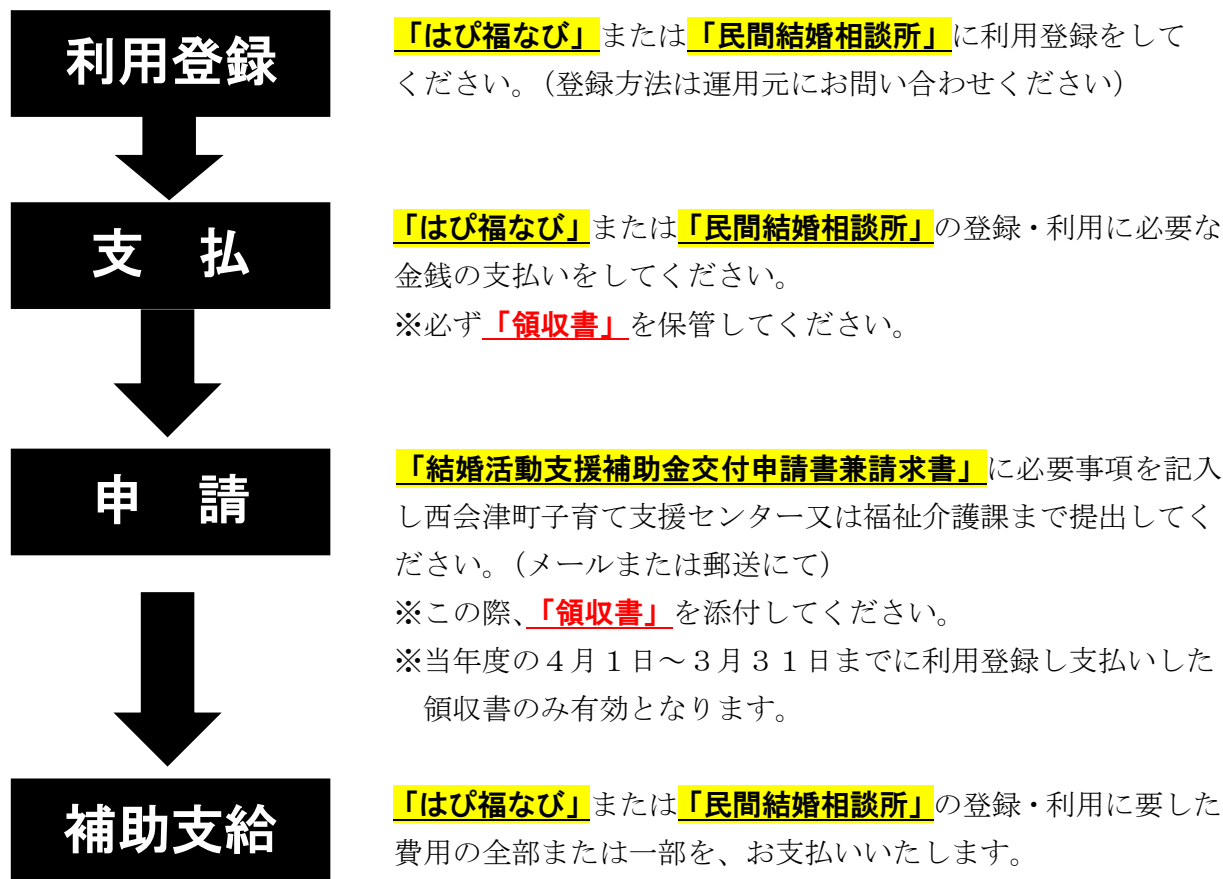 利用登録
「はぴ福なび」または「民間結婚相談所」に利用登録をして
ください。（登録方法は運用元にお問い合わせください）
支　払
「はぴ福なび」または「民間結婚相談所」の登録・利用に必要な
金銭の支払いをしてください。
※必ず「領収書」を保管してください。
申　請
「結婚活動支援補助金交付申請書兼請求書」に必要事項を記入
し西会津町子育て支援センター又は福祉介護課まで提出してく
ださい。（メールまたは郵送にて）
※この際、「領収書」を添付してください。
※当年度の４月１日～３月３１日までに利用登録し支払いした
領収書のみ有効となります。
補助支給
「はぴ福なび」または「民間結婚相談所」の登録・利用に要した
費用の全部または一部を、お支払いいたします。